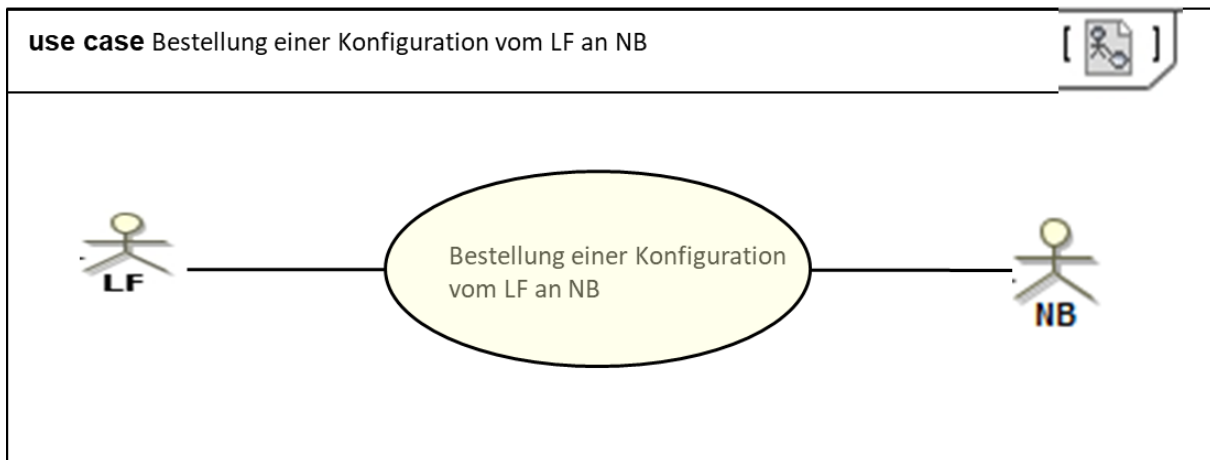 use case Bestellung einer Konfiguration vom LF an NB
[ ]
Bestellung einer Konfiguration
vom LF an NB
LF
NB